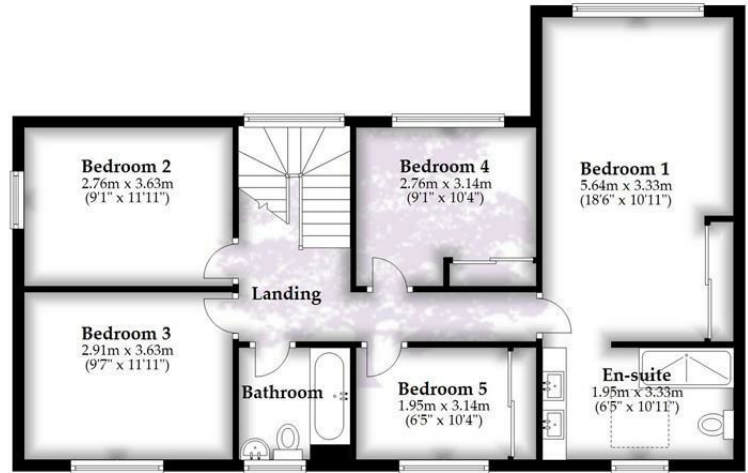 Bedroom 2
2.76m x 3.63m
(9'1" x 11'11")
Bedroom 4
2.76m x 3.14m
(9'1" x 10'4")
Bedroom 1
5.64m x 3.33m
(18'6" x 10'11")
Landing
Bedroom 3
2.91m x 3.63m
(9'7" x 11'11")
Bathroom
Bedroom 5
1.95m x 3.14m
(6'5" x 10'4")
En-suite
1.95m x 3.33m
(6'5" x 10'11")